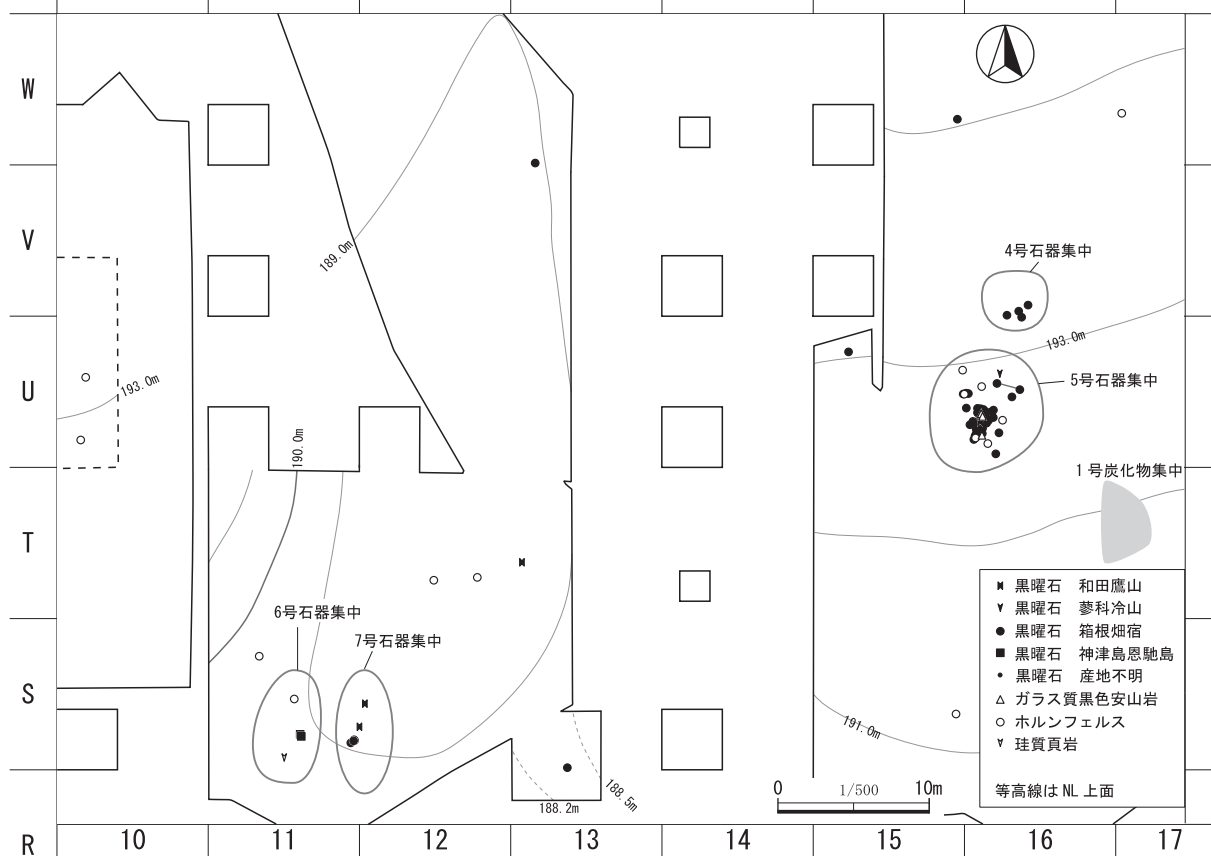 W
V
U
T
S
R
10
11
12
13
14
15
16
17
189.0m
193.0m
190.0m
4号石器集中
193.0m
5号石器集中
1号炭化物集中
6号石器集中
7号石器集中
191.0m
188.5m
188.2m
黒曜石 和田鷹山
黒曜石 蓼科冷山
黒曜石 箱根畑宿
黒曜石 神津島恩馳島
黒曜石 産地不明
ガラス質黒色安山岩
ホルンフェルス
珪質頁岩
等高線は NL 上面
0 1/500 10m